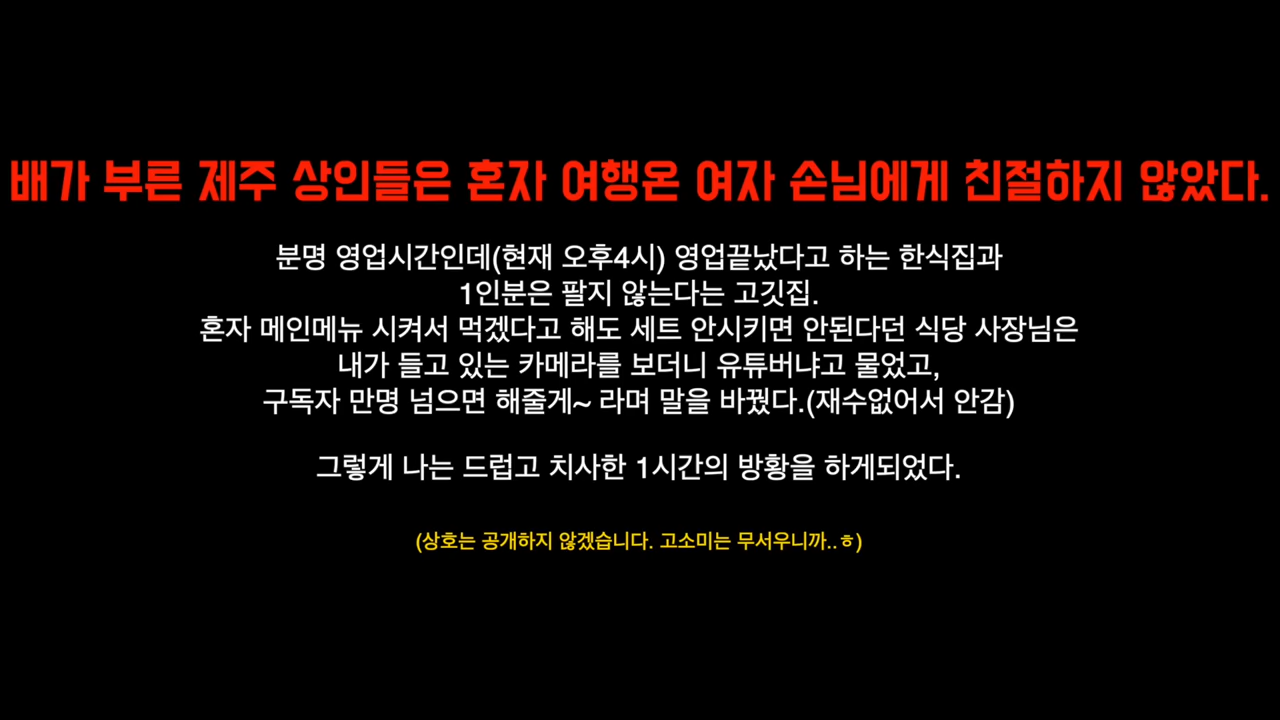 배가 부른 제주 상인들은 혼자 여행온 여자 손님에게 친절하지 않았다.
분명 영업시간인데(현재 오후4시) 영업끝났다고 하는 한식집과
1인분은 팔지 않는다는 고깃집.
혼자 메인메뉴 시켜서 먹겠다고 해도 세트 안시키면 안된다던 식당 사장님은
내가 들고 있는 카메라를 보더니 유튜버냐고 물었고,
구독자 만명 넘으면 해줄게~ 라며 말을 바꿨다.(재수없어서 안감)
그렇게 나는 드럽고 치사한 1시간의 방황을 하게되었다.
(상호는 공개하지 않겠습니다. 고소미는 무서우니까..ㅎ)